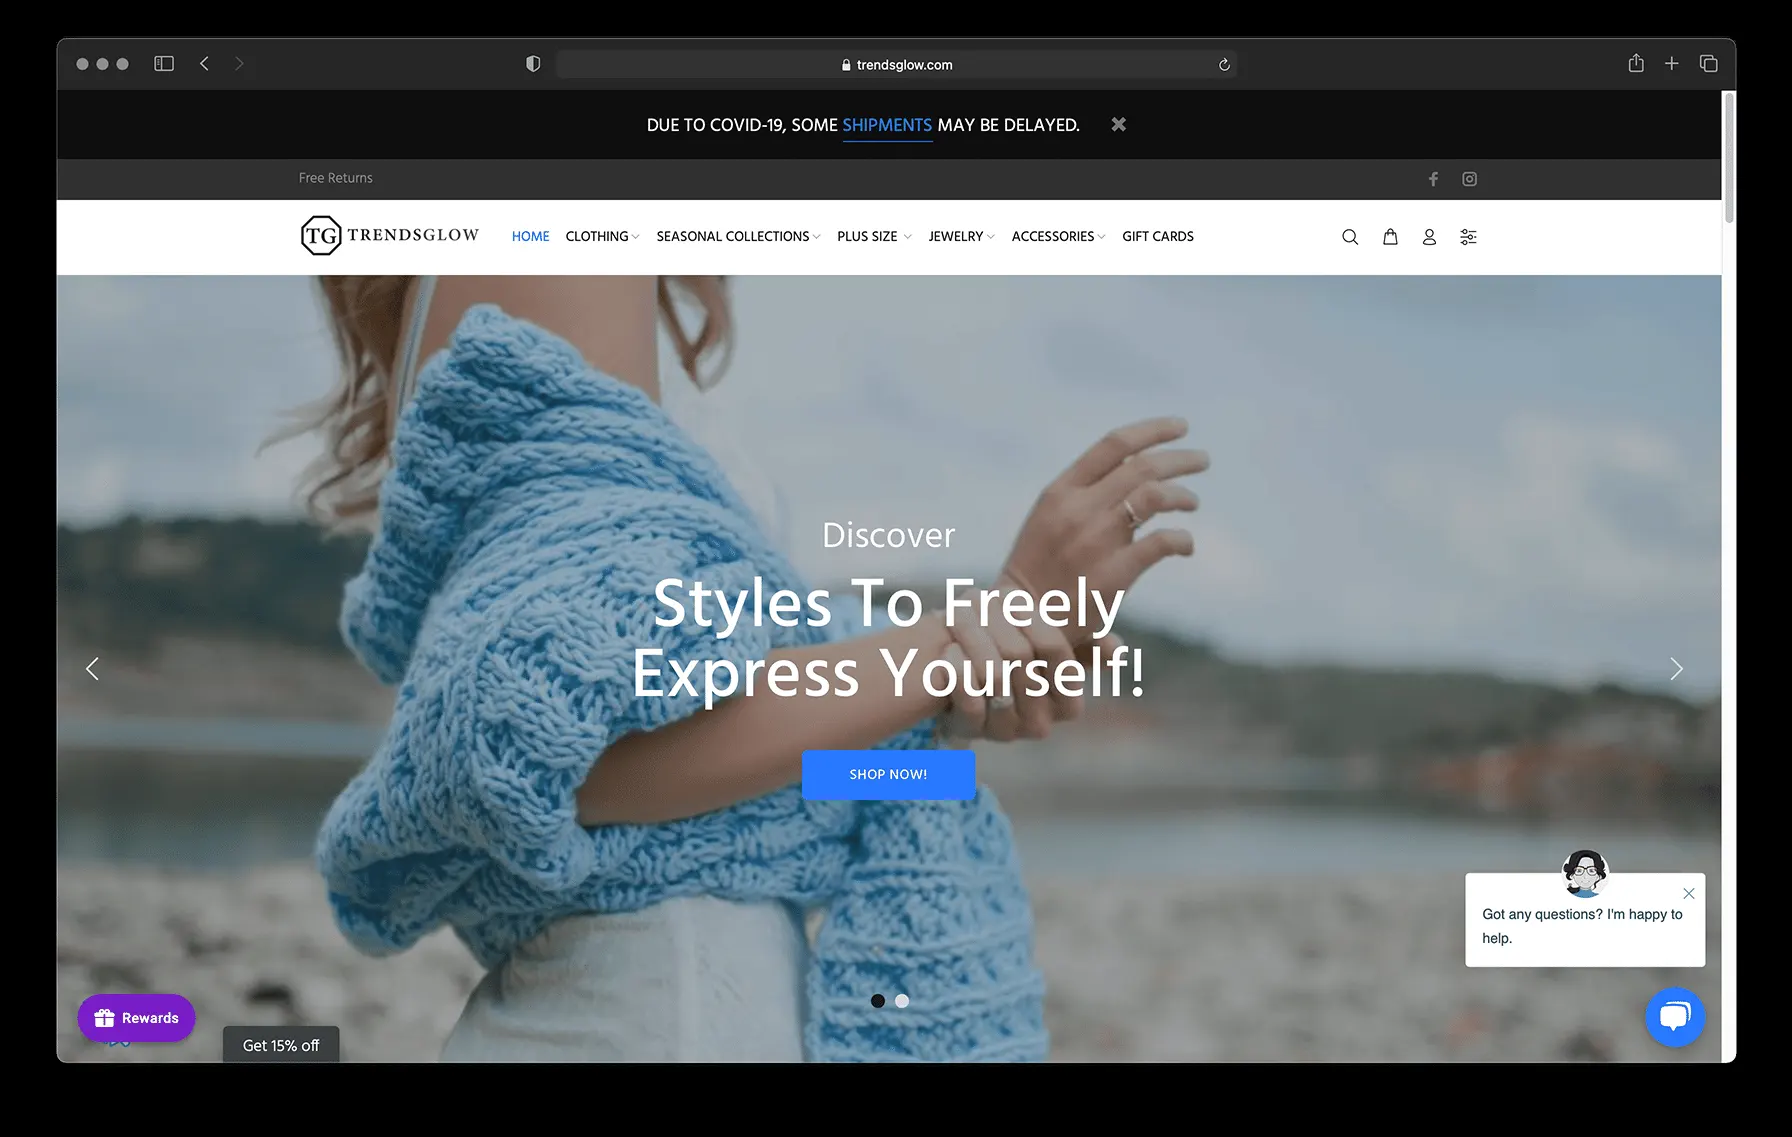 trendsglow.com
DUE TO COVID-19, SOME SHIPMENTS MAY BE DELAYED.
Free Returns
TG TRENDSGLOW HOME CLOTHING SEASONAL COLLECTIONS PLUS SIZE JEWELRY ACCESSORIES GIFT CARDS
Discover
Styles To Freely
Express Yourself!
SHOP NOW!
Got any questions? I'm happy to
help.
Rewards
Get 15% off